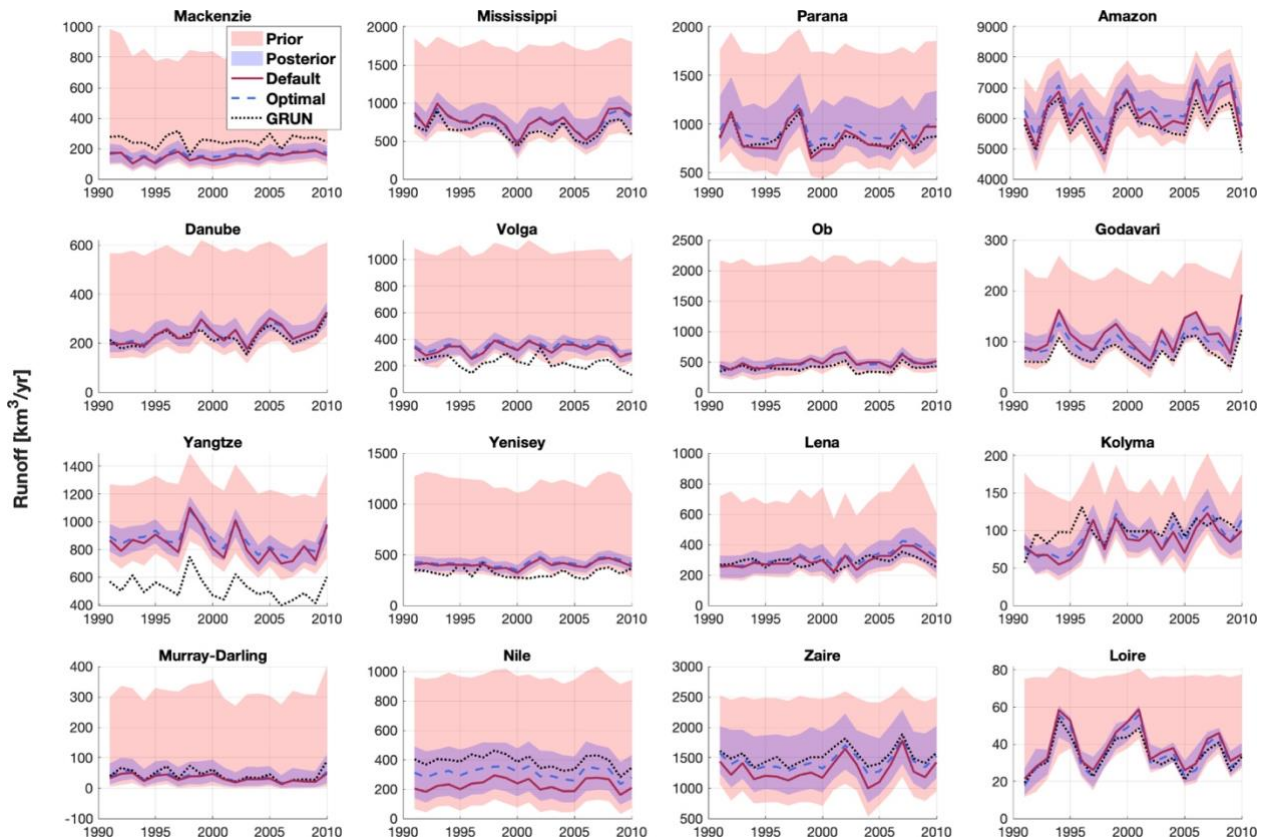 Mackenzie Mississippi Parana Amazon
1000 2000 2000 9000
Prior
Posterior
Default
Optimal
GRUN
800 1500 8000
600 1500 7000
400 1000 6000
200 500 1000 5000
0 0 500 4000
1990 1995 2000 2005 2010 1990 1995 2000 2005 2010 1990 1995 2000 2005 2010 1990 1995 2000 2005 2010
Danube Volga Ob Godavari
600 1000 2500 300
400 800 2000 200
200 600 1500 100
0 400 1000 0
200 500
0 0
1990 1995 2000 2005 2010 1990 1995 2000 2005 2010 1990 1995 2000 2005 2010 1990 1995 2000 2005 2010
Runoff [km³/yr)
Yangtze Yenisey Lena Kolyma
1400 1500 1000 200
1200 1000 800 150
1000 500 600 100
800 0 400 50
600 200 0
400 0
1990 1995 2000 2005 2010 1990 1995 2000 2005 2010 1990 1995 2000 2005 2010 1990 1995 2000 2005 2010
Murray-Darling Nile Zaire Loire
400 1000 3000 80
300 800 2500 60
200 600 2000 40
100 400 1500 20
0 200 1000 0
-100 0 500
1990 1995 2000 2005 2010 1990 1995 2000 2005 2010 1990 1995 2000 2005 2010 1990 1995 2000 2005 2010